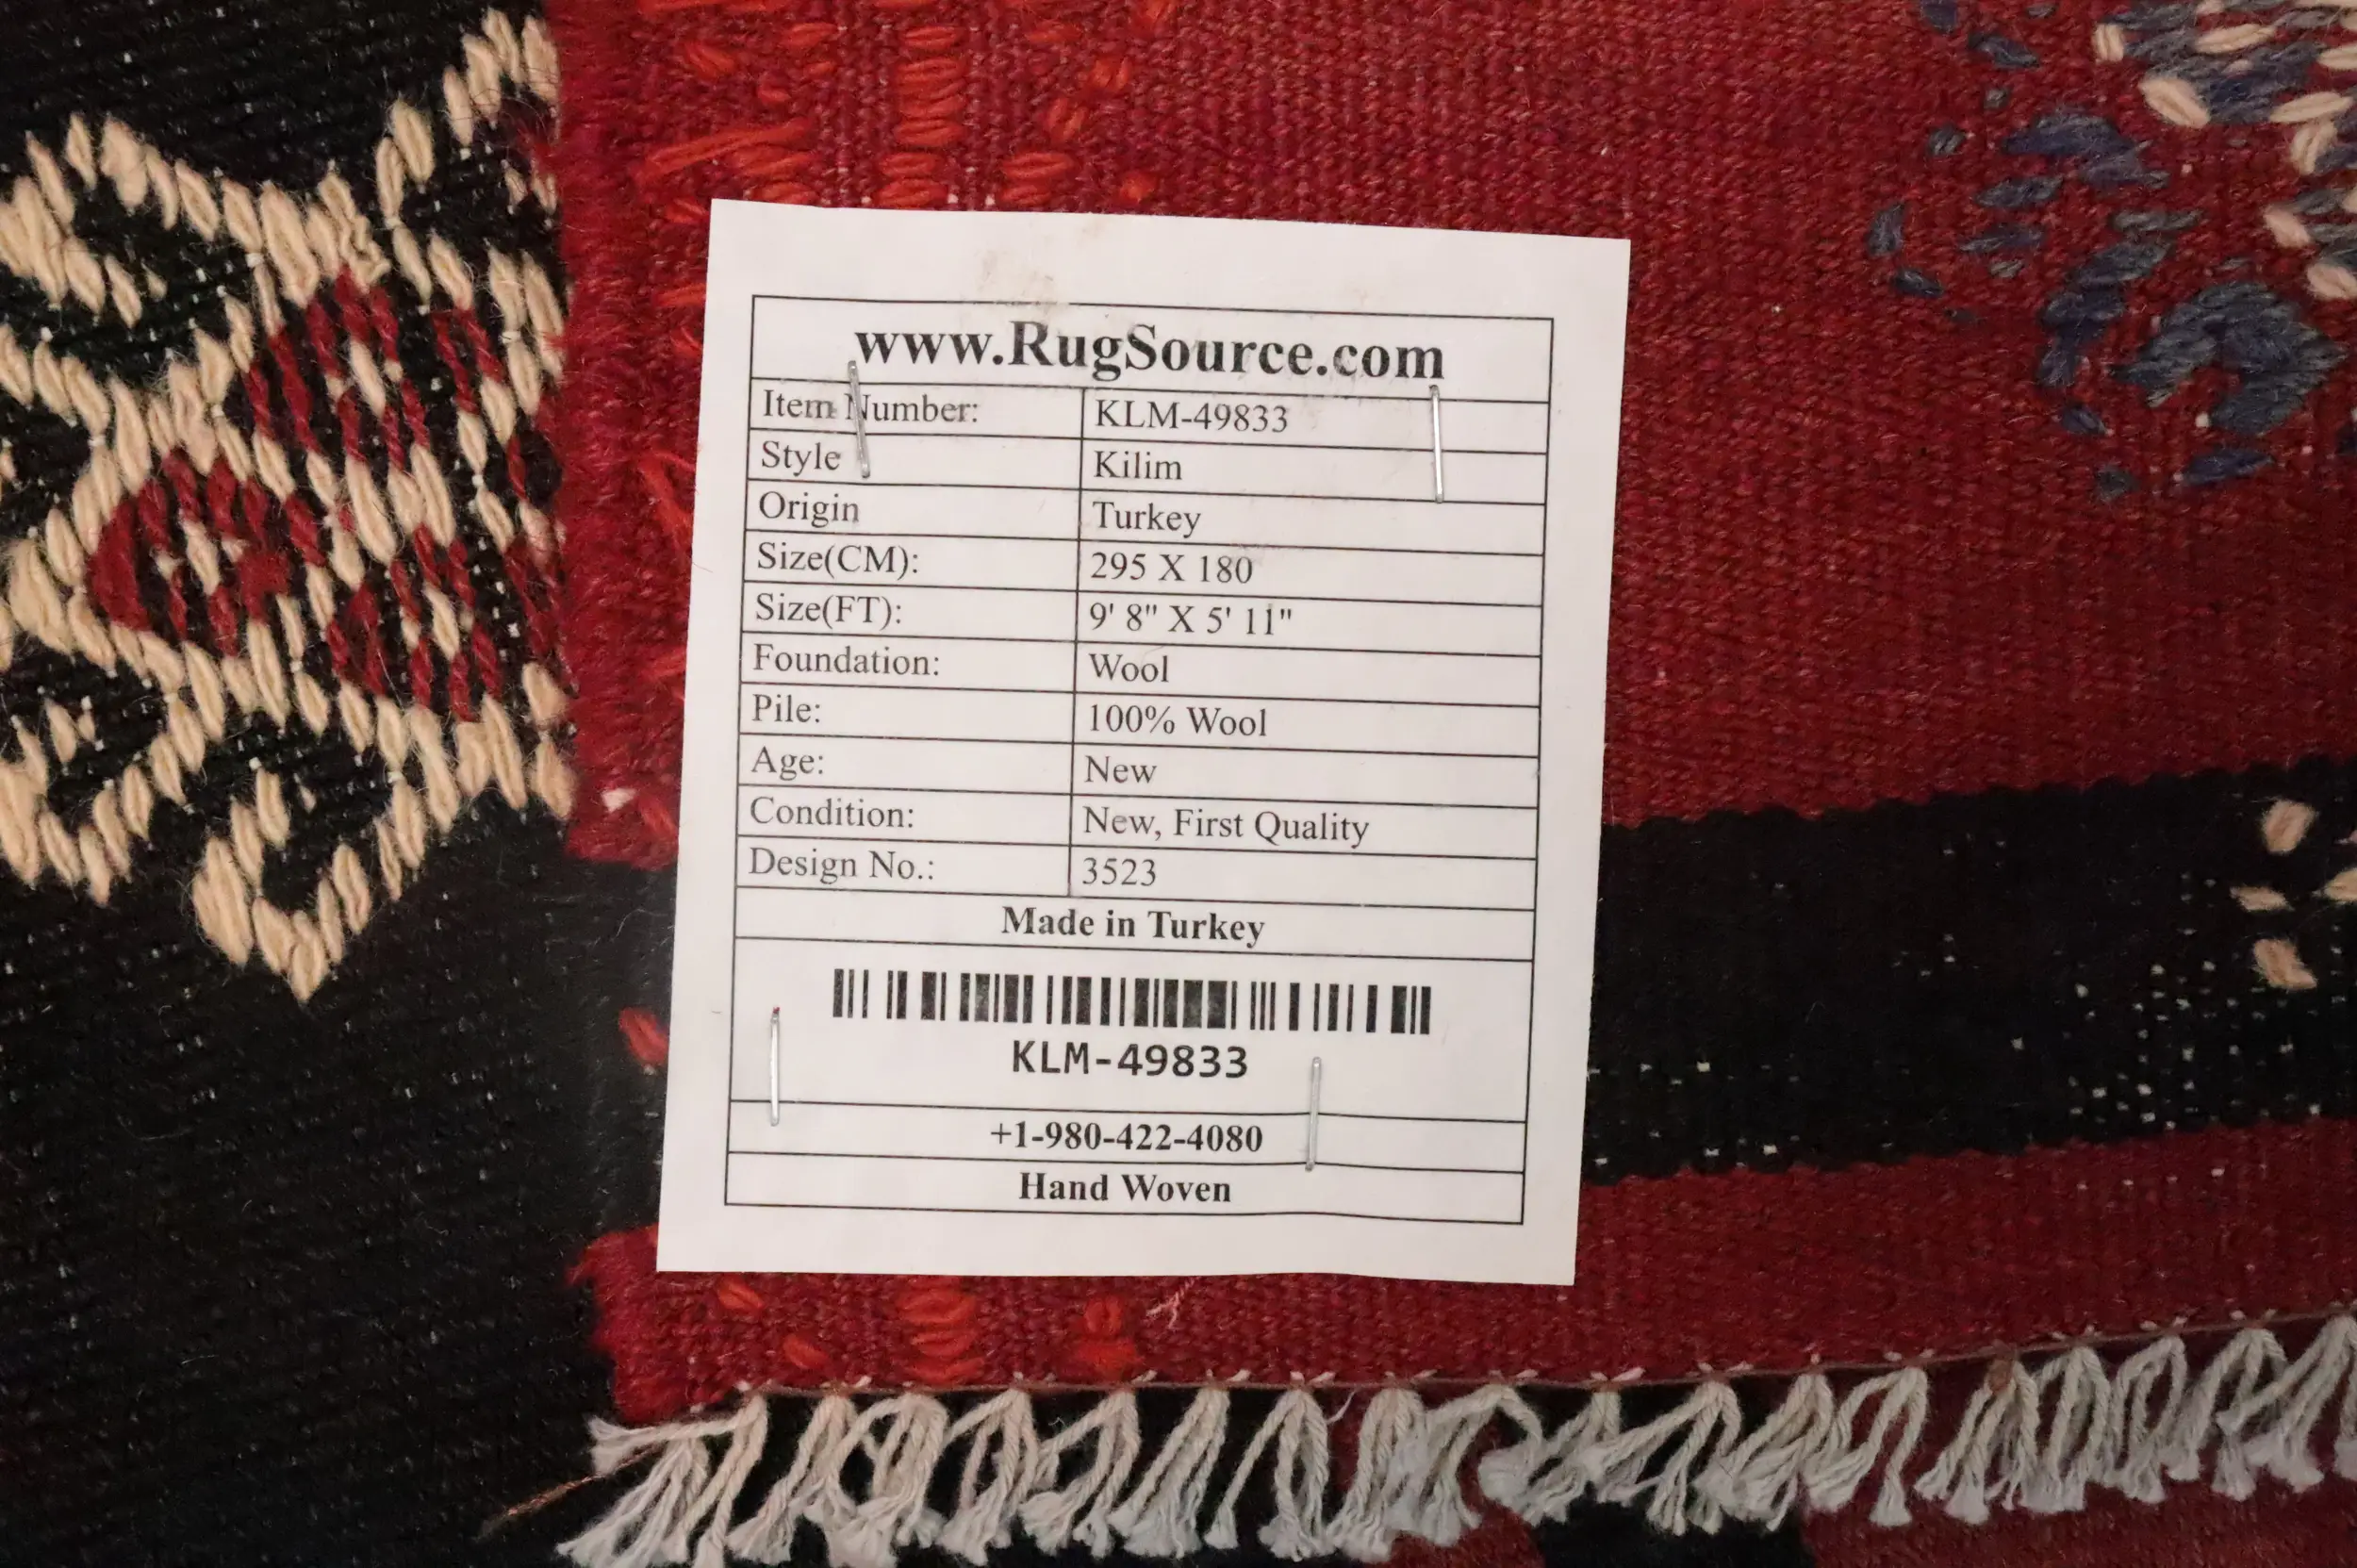 www.RugSource.com
Item Number: KLM-49833
Style Kilim
Origin Turkey
Size(CM): 295 X 180
Size(FT): 9' 8" X 5' 11"
Foundation: Wool
Pile: 100% Wool
Age: New
Condition: New, First Quality
Design No.: 3523
Made in Turkey
KLM-49833
+1-980-422-4080
Hand Woven